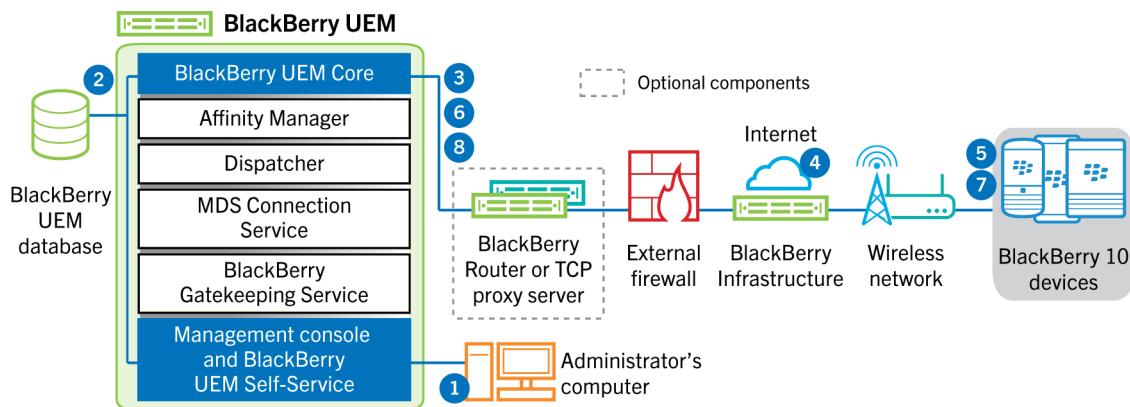 BlackBerry UEM
2
BlackBerry UEM Core
3
Optional components
Affinity Manager
6
Dispatcher
8
Internet
4
5
7
BlackBerry
UEM
database
MDS Connection
Service
BlackBerry
Router or TCP
proxy server
External
firewall
BlackBerry
Infrastructure
Wireless
network
BlackBerry 10
devices
BlackBerry
Gatekeeping Service
Management console
and BlackBerry
UEM Self-Service
1
Administrator's
computer